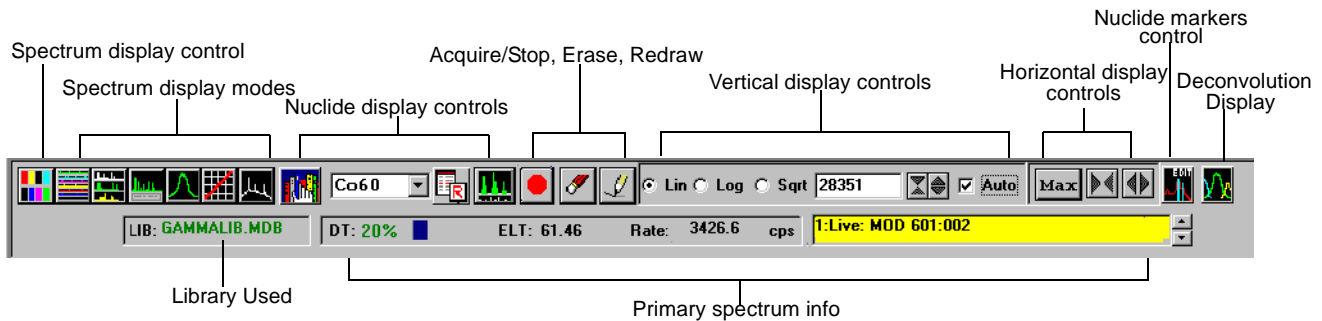 Nuclide markers
control
Spectrum display control
Acquire/Stop, Erase, Redraw
Vertical display controls
Horizontal display
controls
Deconvolution
Display
Spectrum display modes
Nuclide display controls
Co60
R
Lin
Log
Sqrt
28351
Auto
Max
EDIT
LIB: GAMMALIB.MDB
DT: 20%
ELT: 61.46
Rate: 3426.6 cps
1:Live: MOD 601:002
Library Used
Primary spectrum info